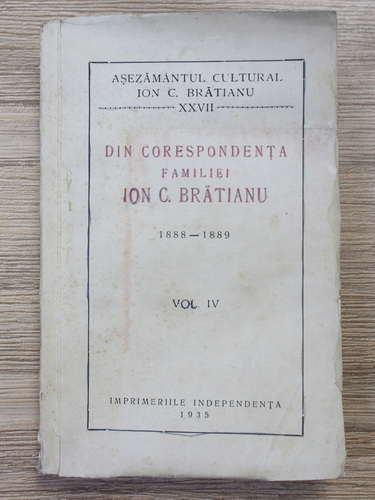 AȘEZĂMÂNTUL CULTURAL
ION C. BRĂTIANU
XXVII
DIN CORESPONDENȚA
FAMILIEI
ION C. BRĂTIANU
1888—1889
VOL. IV
IMPRIMERIILE INDEPENDENȚA
1935